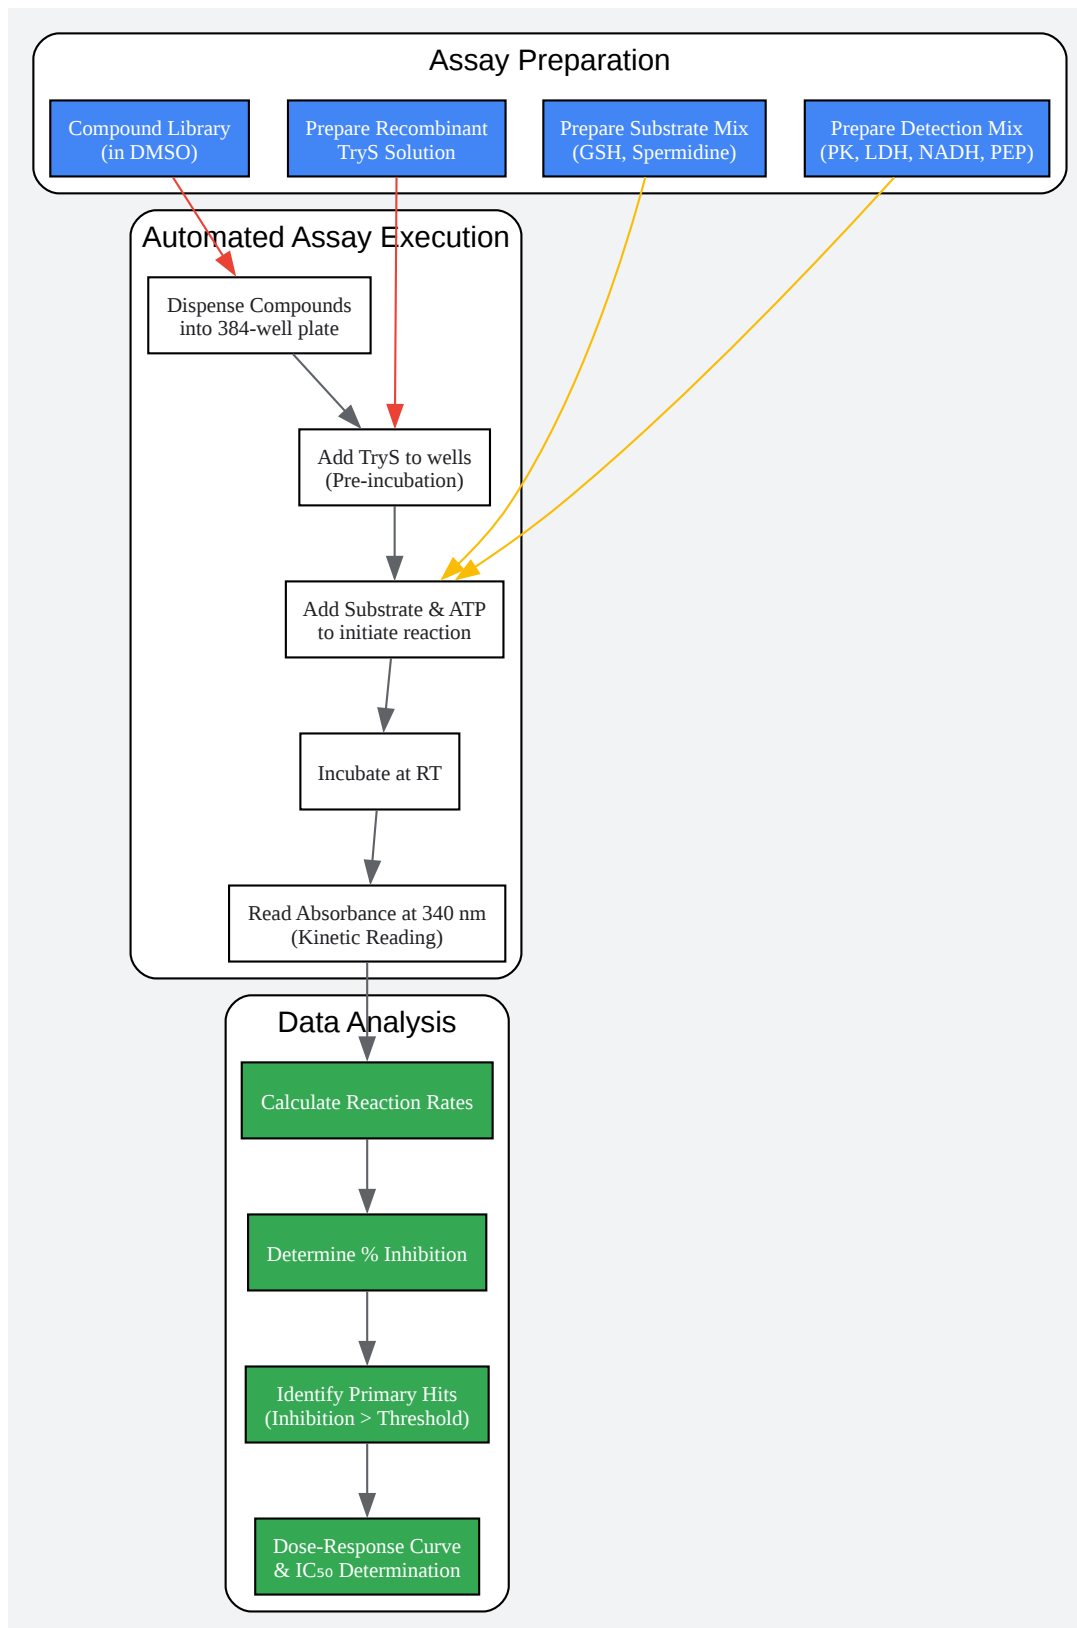 Assay Preparation
Compound Library
(in DMSO)
Prepare Recombinant
TryS Solution
Prepare Substrate Mix
(GSH, Spermidine)
Prepare Detection Mix
(PK, LDH, NADH, PEP)
Automated Assay Execution
Dispense Compounds
into 384-well plate
Add TryS to wells
(Pre-incubation)
Add Substrate & ATP
to initiate reaction
Incubate at RT
Read Absorbance at 340 nm
(Kinetic Reading)
Data Analysis
Calculate Reaction Rates
Determine % Inhibition
Identify Primary Hits
(Inhibition > Threshold)
Dose-Response Curve
& IC₅₀ Determination